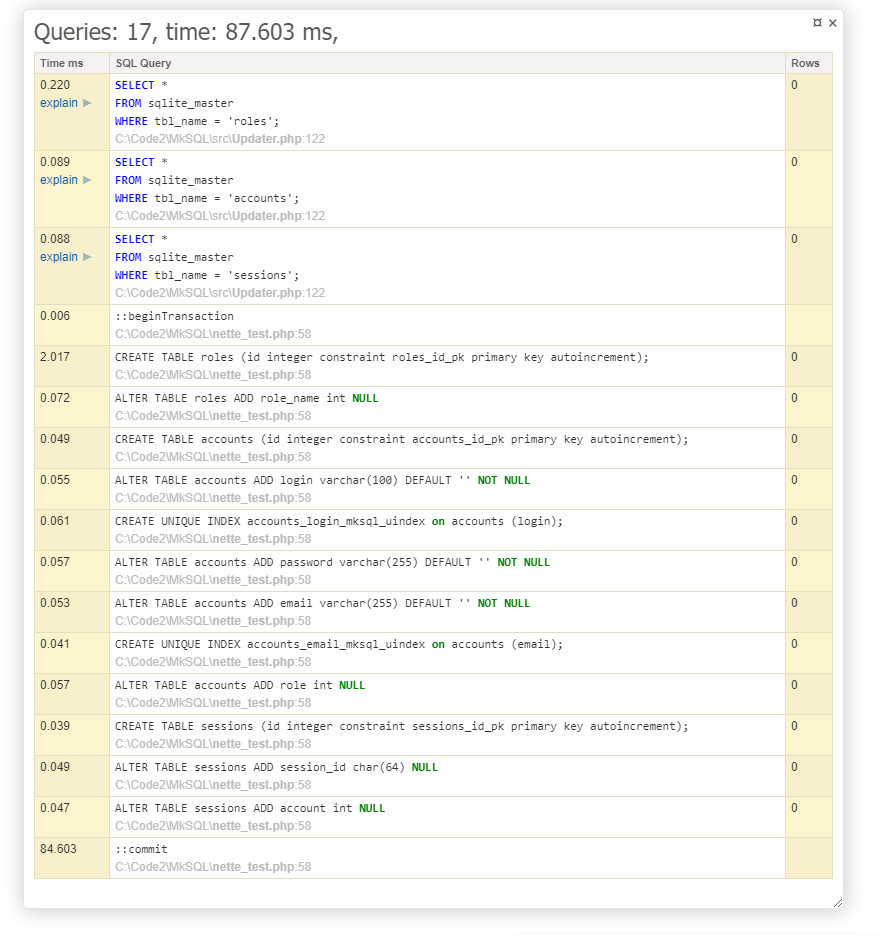 Queries: 17, time: 87.603 ms,
¤ ×
Time ms SQL Query Rows
0.220 SELECT * 0
explain ► FROM sqlite_master
WHERE tbl_name = 'roles';
C:\Code2\MkSQL\src\Updater.php:122
0.089 SELECT * 0
explain ► FROM sqlite_master
WHERE tbl_name = 'accounts';
C:\Code2\MkSQL\src\Updater.php:122
0.088 SELECT * 0
explain ► FROM sqlite_master
WHERE tbl_name = 'sessions';
C:\Code2\MkSQL\src\Updater.php:122
0.006 ::beginTransaction
C:\Code2\MkSQL\nette_test.php:58
2.017 CREATE TABLE roles (id integer constraint roles_id_pk primary key autoincrement); 0
C:\Code2\MkSQL\nette_test.php:58
0.072 ALTER TABLE roles ADD role_name int NULL 0
C:\Code2\MkSQL\nette_test.php:58
0.049 CREATE TABLE accounts (id integer constraint accounts_id_pk primary key autoincrement); 0
C:\Code2\MkSQL\nette_test.php:58
0.055 ALTER TABLE accounts ADD login varchar(100) DEFAULT '' NOT NULL 0
C:\Code2\MkSQL\nette_test.php:58
0.061 CREATE UNIQUE INDEX accounts_login_mksql_uindex on accounts (login); 0
C:\Code2\MkSQL\nette_test.php:58
0.057 ALTER TABLE accounts ADD password varchar(255) DEFAULT '' NOT NULL 0
C:\Code2\MkSQL\nette_test.php:58
0.053 ALTER TABLE accounts ADD email varchar(255) DEFAULT '' NOT NULL 0
C:\Code2\MkSQL\nette_test.php:58
0.041 CREATE UNIQUE INDEX accounts_email_mksql_uindex on accounts (email); 0
C:\Code2\MkSQL\nette_test.php:58
0.057 ALTER TABLE accounts ADD role int NULL 0
C:\Code2\MkSQL\nette_test.php:58
0.039 CREATE TABLE sessions (id integer constraint sessions_id_pk primary key autoincrement); 0
C:\Code2\MkSQL\nette_test.php:58
0.049 ALTER TABLE sessions ADD session_id char(64) NULL 0
C:\Code2\MkSQL\nette_test.php:58
0.047 ALTER TABLE sessions ADD account int NULL 0
C:\Code2\MkSQL\nette_test.php:58
84.603 ::commit
C:\Code2\MkSQL\nette_test.php:58